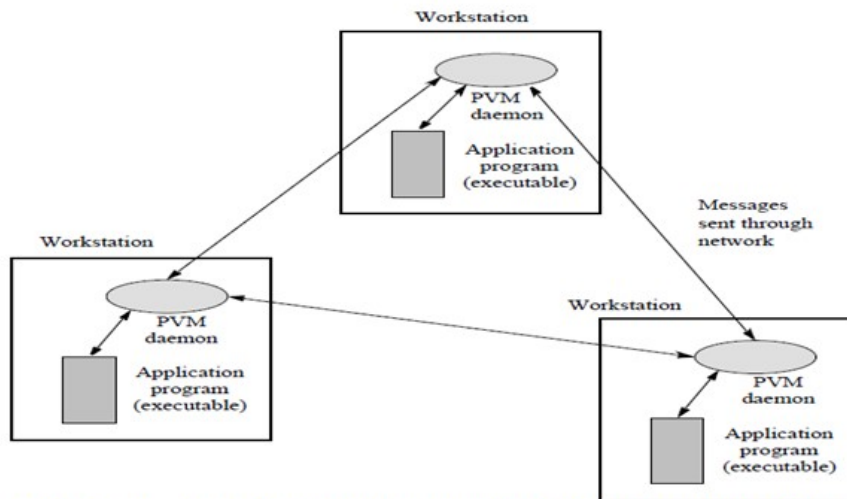 Workstation
PVM
daemon
Application
program
(executable)
Messages
sent through
network
Workstation
PVM
daemon
Application
program
(executable)
Workstation
PVM
daemon
Application
program
(executable)